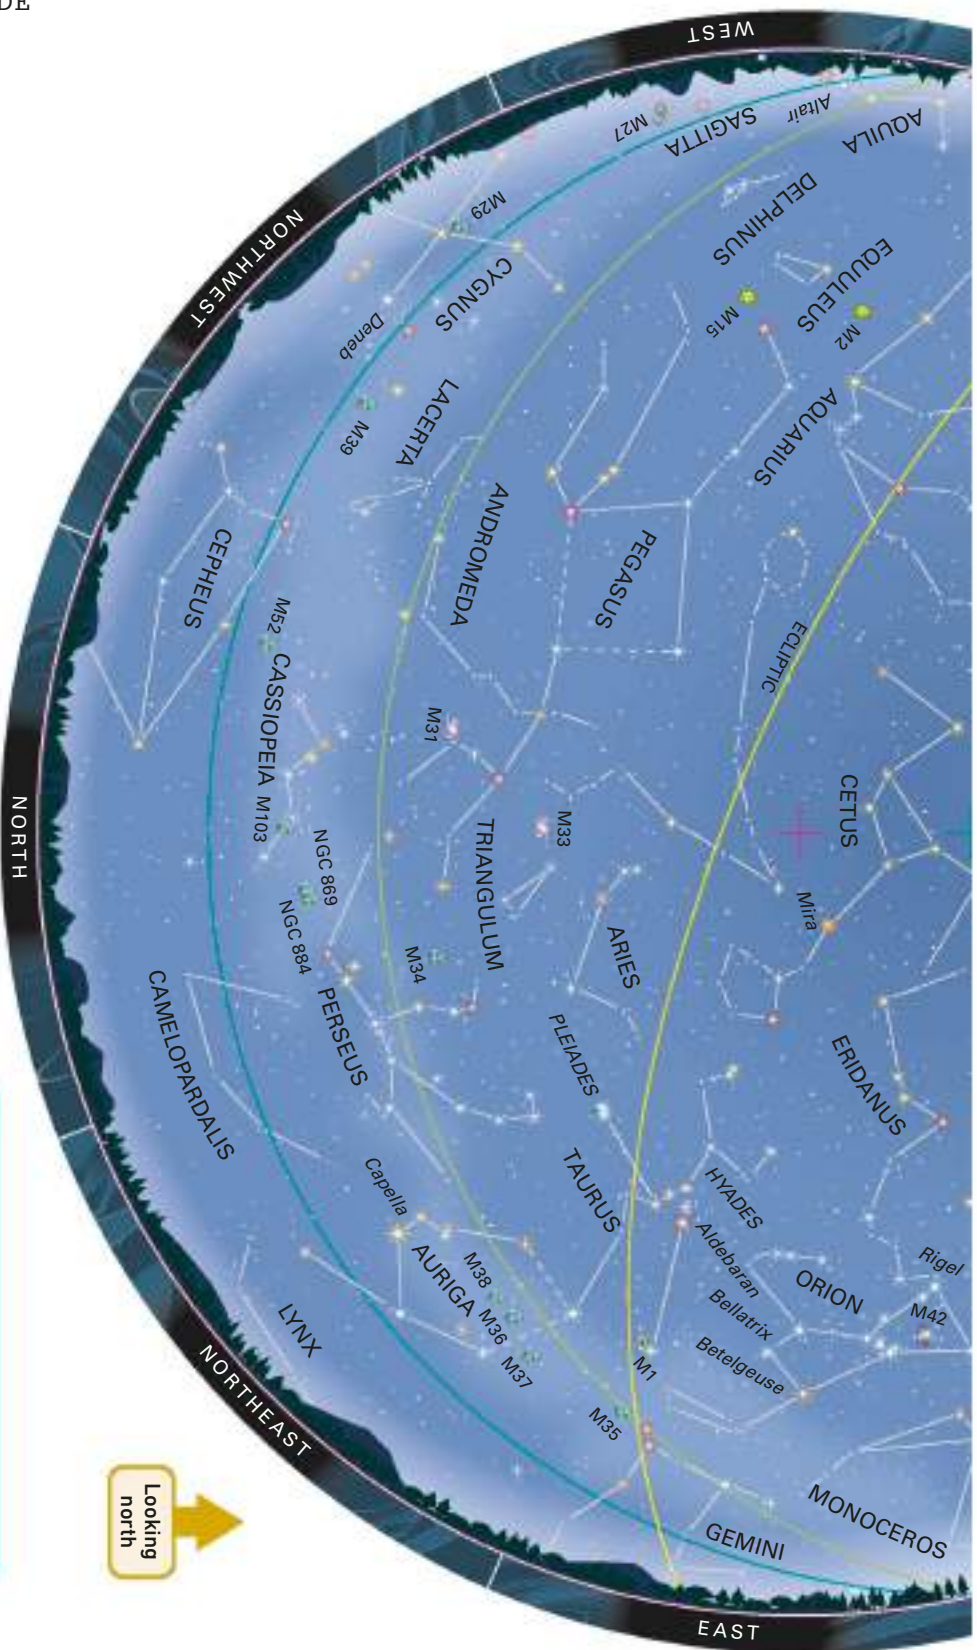 DE
WEST
AQUILA
Altair
SAGITTA
M27
DELPHINUS
EQUULEUS
M29
NORTHWEST
CYGNUS
M15
M2
Deneb
AQUARIUS
LACERTA
M39
ANDROMEDA
PEGASUS
CEPHEUS
M52
ECLIPTIC
CASSIOPEIA
M31
CETUS
M103
M33
TRIANGULUM
NORTH
NGC 869
NGC 884
Mira
M34
ARIES
PERSEUS
CAMELOPARDALIS
PLEIADES
ERIDANUS
TAURUS
HYADES
Capella
Aldebaran
Rigel
AURIGA
M38
ORION
M42
Bellatrix
M36
LYNX
M37
M1
Betelgeuse
NORTHEAST
M35
MONOCEROS
GEMINI
Looking
north
EAST